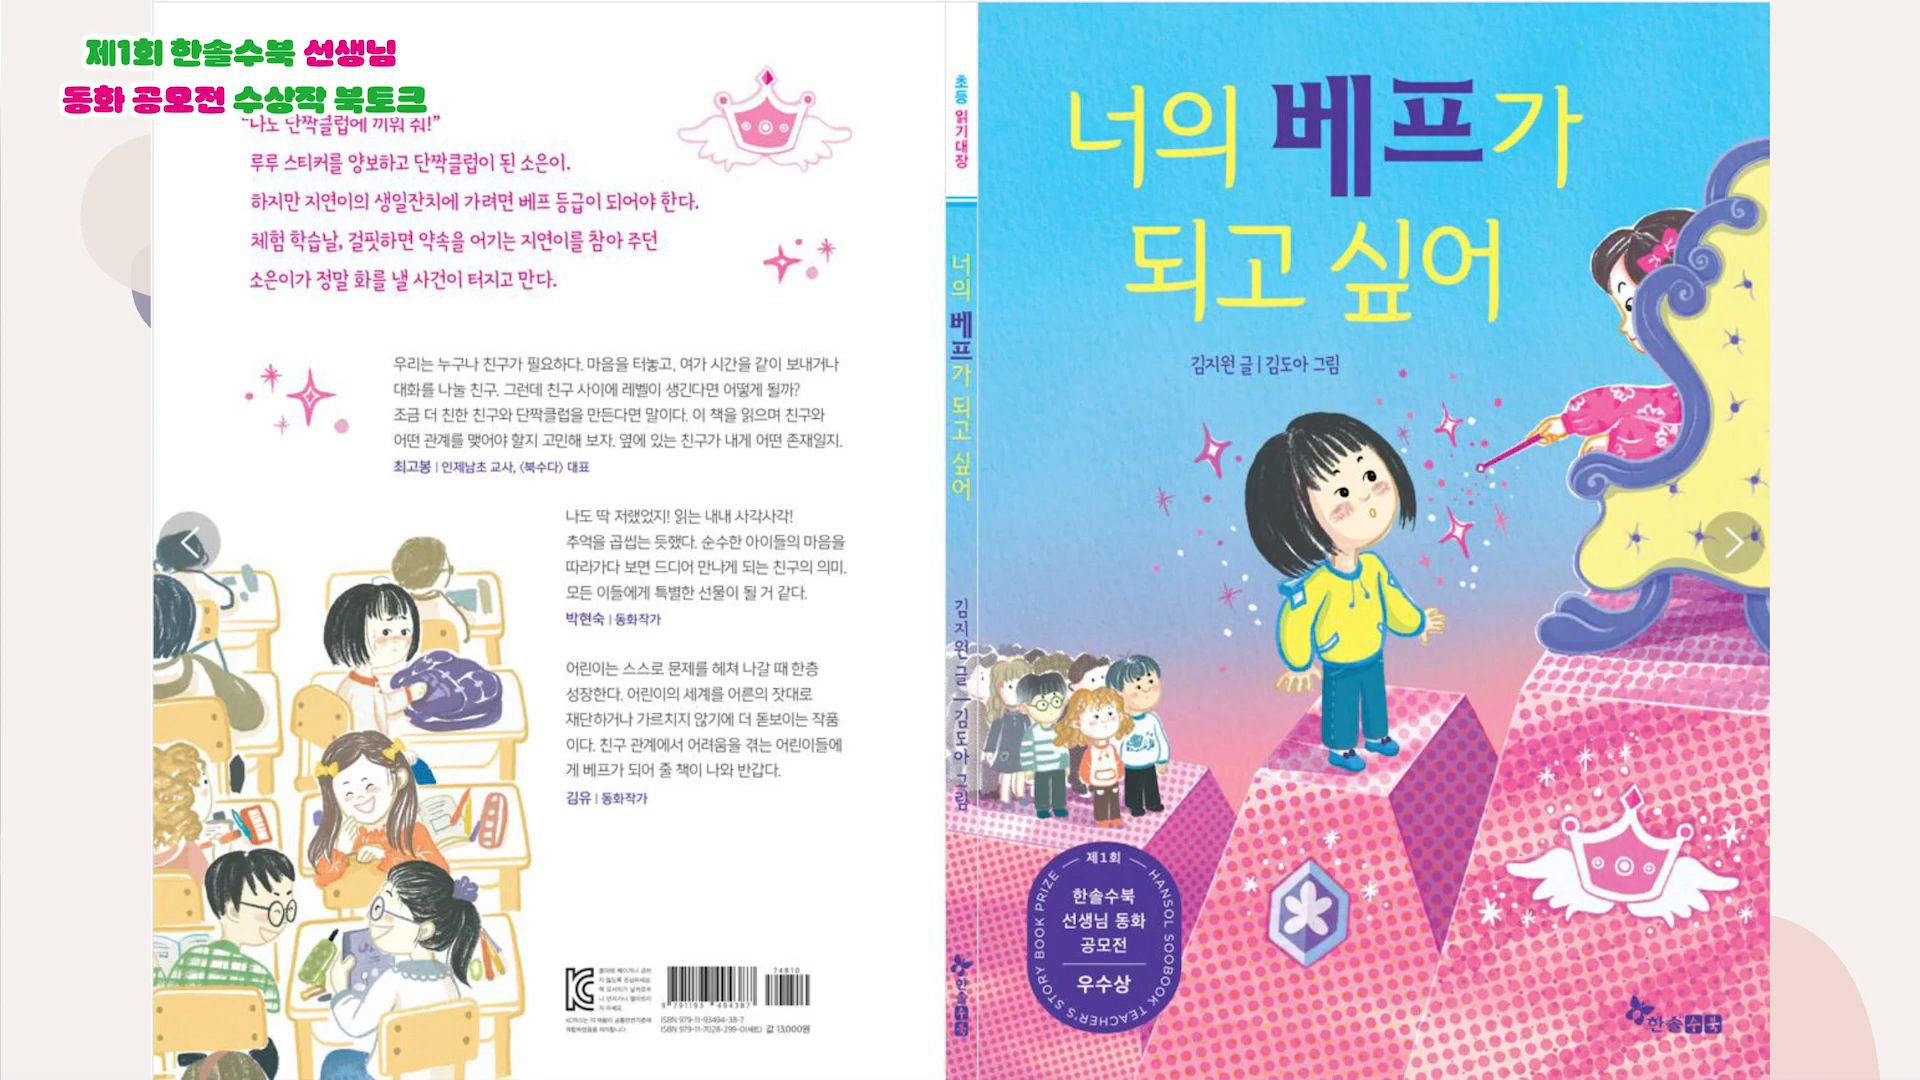 제1회 한솔수북 선생님
동화 공모전 수상작 북토크
"나도 단짝클럽에 끼워 줘!"
루루 스티커를 양보하고 단짝클럽이 된 소은이.
하지만 지연이의 생일잔치에 가려면 베프 등급이 되어야 한다.
체험 학습날, 걸핏하면 약속을 어기는 지연이를 참아 주던
소은이가 정말 화를 낼 사건이 터지고 만다.
우리는 누구나 친구가 필요하다. 마음을 터놓고, 여가 시간을 같이 보내거나
대화를 나눌 친구. 그런데 친구 사이에 레벨이 생긴다면 어떻게 될까?
조금 더 친한 친구와 단짝클럽을 만든다면 말이다. 이 책을 읽으며 친구와
어떤 관계를 맺어야 할지 고민해 보자. 옆에 있는 친구가 내게 어떤 존재일지.
최고봉 | 인제남초 교사, 〈북수다〉 대표
나도 딱 저랬었지! 읽는 내내 사각사각!
추억을 곱씹는 듯했다. 순수한 아이들의 마음을
따라가다 보면 드디어 만나게 되는 친구의 의미.
모든 이들에게 특별한 선물이 될 거 같다.
박현숙 | 동화작가
어린이는 스스로 문제를 헤쳐 나갈 때 한층
성장한다. 어린이의 세계를 어른의 잣대로
재단하거나 가르치지 않기에 더 돋보이는 작품
이다. 친구 관계에서 어려움을 겪는 어린이들에
게 베프가 되어 줄 책이 나와 반갑다.
김유 | 동화작가
74810
9 791193 494387
ISBN 979-11-93494-38-7
ISBN 979-11-7028-299-0(세트) 값 13,000원
초등 읽기대장
너의 베프가 되고 싶어
김지원 글 | 김도아 그림
한솔수북
너의 베프가
되고 싶어
김지원 글 | 김도아 그림
제1회
한솔수북
선생님 동화
공모전
우수상
HANSOL SOOBOOK TEACHER'S STORY BOOK PRIZE
한솔수북